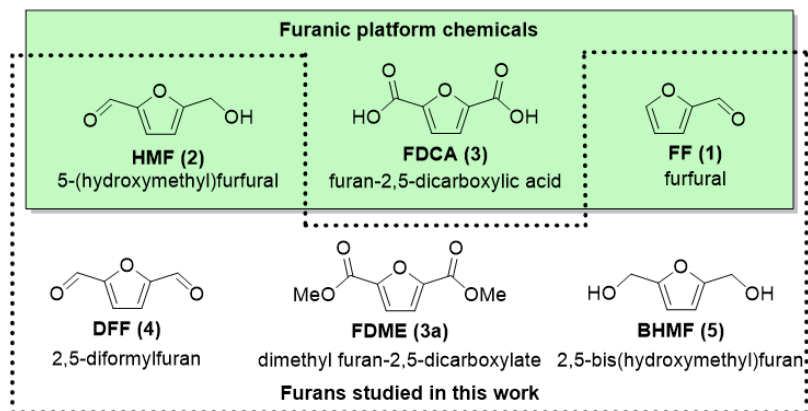 Furanic platform chemicals
O
O
OH
HMF (2)
5-(hydroxymethyl)furfural
O
O
O
HO
OH
FDCA (3)
furan-2,5-dicarboxylic acid
O
O
FF (1)
furfural
O
O
O
DFF (4)
2,5-diformylfuran
O
O
O
MeO
OMe
FDME (3a)
dimethyl furan-2,5-dicarboxylate
HO
O
OH
BHMF (5)
2,5-bis(hydroxymethyl)furan
Furans studied in this work